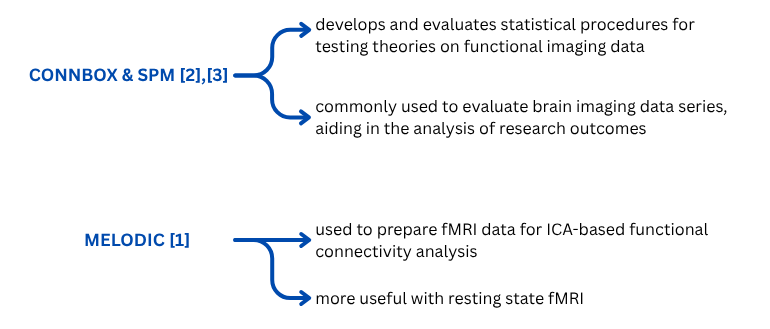 develops and evaluates statistical procedures for
testing theories on functional imaging data
CONNBOX & SPM [2],[3]
commonly used to evaluate brain imaging data series,
aiding in the analysis of research outcomes
used to prepare fMRI data for ICA-based functional
MELODIC [1]
connectivity analysis
more useful with resting state fMRI